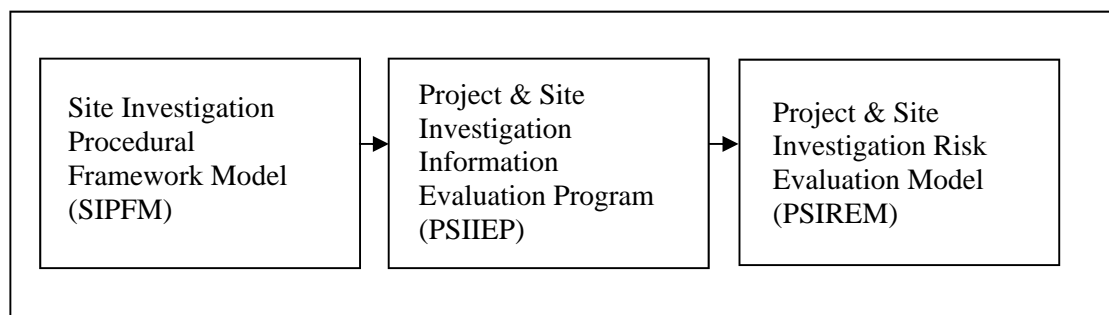 Site Investigation
Procedural
Framework Model
(SIPFM)
Project & Site
Investigation
Information
Evaluation Program
(PSIIEP)
Project & Site
Investigation Risk
Evaluation Model
(PSIREM)